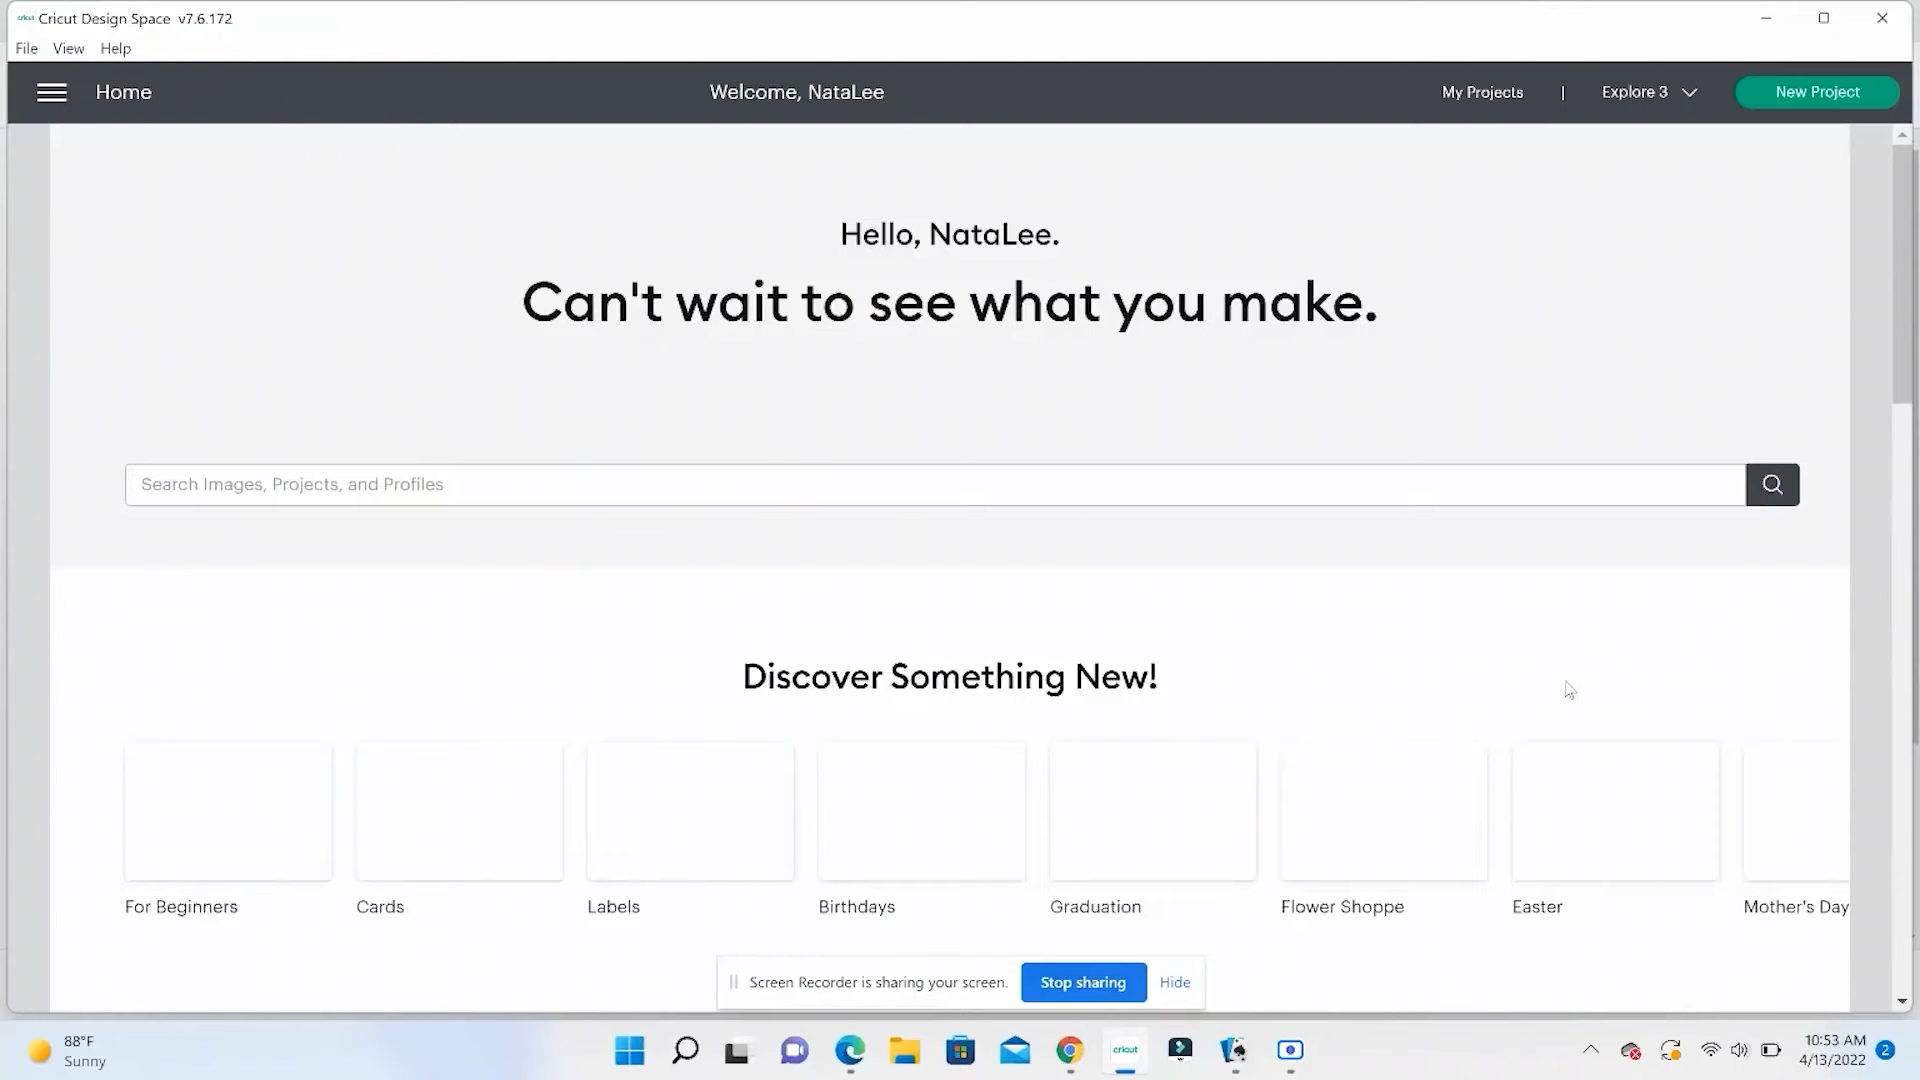 cricut Cricut Design Space v7.6.172
File View Help
Home Welcome, NataLee My Projects | Explore 3 New Project
Hello, NataLee.
Can't wait to see what you make.
Search Images, Projects, and Profiles
Discover Something New!
For Beginners Cards Labels Birthdays Graduation Flower Shoppe Easter Mother's Day
Screen Recorder is sharing your screen. Stop sharing Hide
88°F
Sunny
cricut
10:53 AM
4/13/2022
2